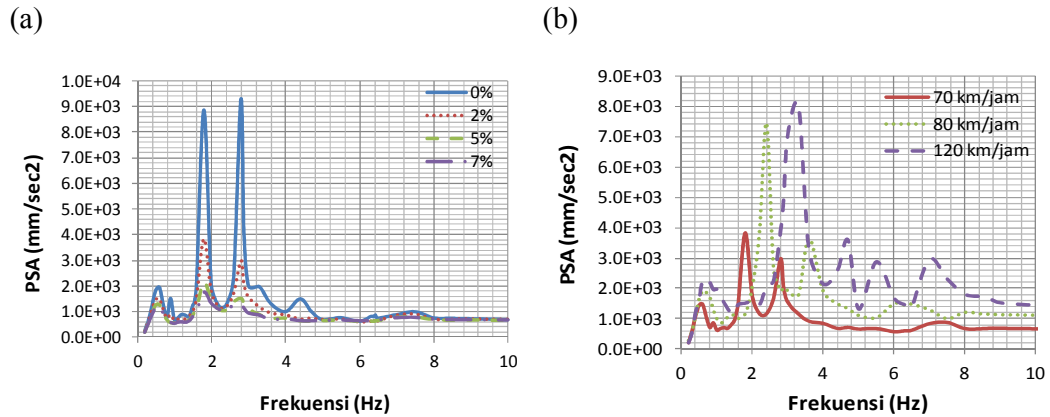 (a)
1.0E+04
9.0E+03
8.0E+03
7.0E+03
6.0E+03
5.0E+03
4.0E+03
3.0E+03
2.0E+03
1.0E+03
0.0E+00
PSA (mm/sec2)
0%
2%
5%
7%
0 2 4 6 8 10
Frekuensi (Hz)
(b)
9.0E+03
8.0E+03
7.0E+03
6.0E+03
5.0E+03
4.0E+03
3.0E+03
2.0E+03
1.0E+03
0.0E+00
PSA (mm/sec2)
70 km/jam
80 km/jam
120 km/jam
0 2 4 6 8 10
Frekuensi (Hz)